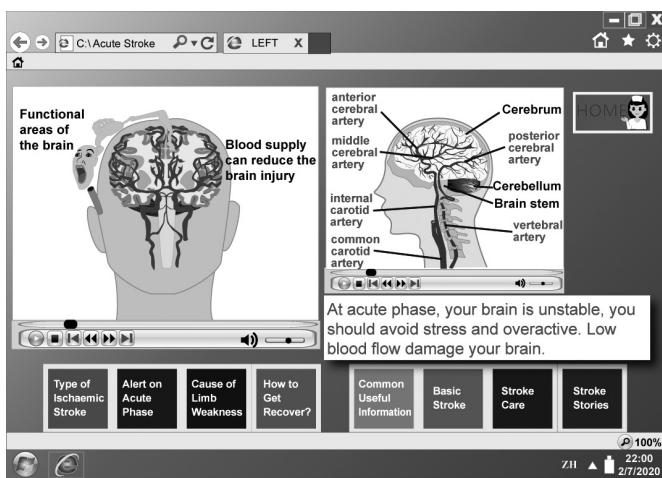 C:\Acute Stroke
LEFT
X
Functional
areas of
the brain
Blood supply
can reduce the
brain injury
anterior
cerebral
artery
middle
cerebral
artery
internal
carotid
artery
common
carotid
artery
Cerebrum
posterior
cerebral
artery
Cerebellum
Brain stem
vertebral
artery
HOME
At acute phase, your brain is unstable, you
should avoid stress and overactive. Low
blood flow damage your brain.
Type of
Ischaemic
Stroke
Alert on
Acute
Phase
Cause of
Limb
Weakness
How to
Get
Recover?
Common
Useful
Information
Basic
Stroke
Stroke
Care
Stroke
Stories
100%
ZH
22:00
2/7/2020